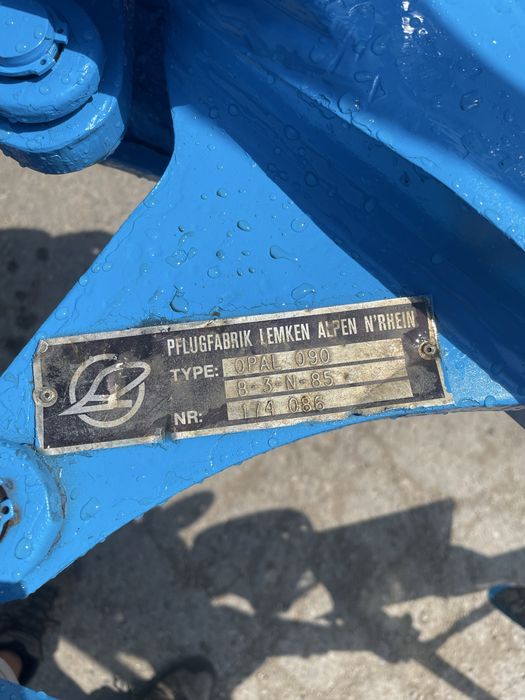 PFLUGFABRIK LEMKEN ALPEN N'RHEIN
TYPE: OPAL 090
8-3-N-85
NR: 174 086